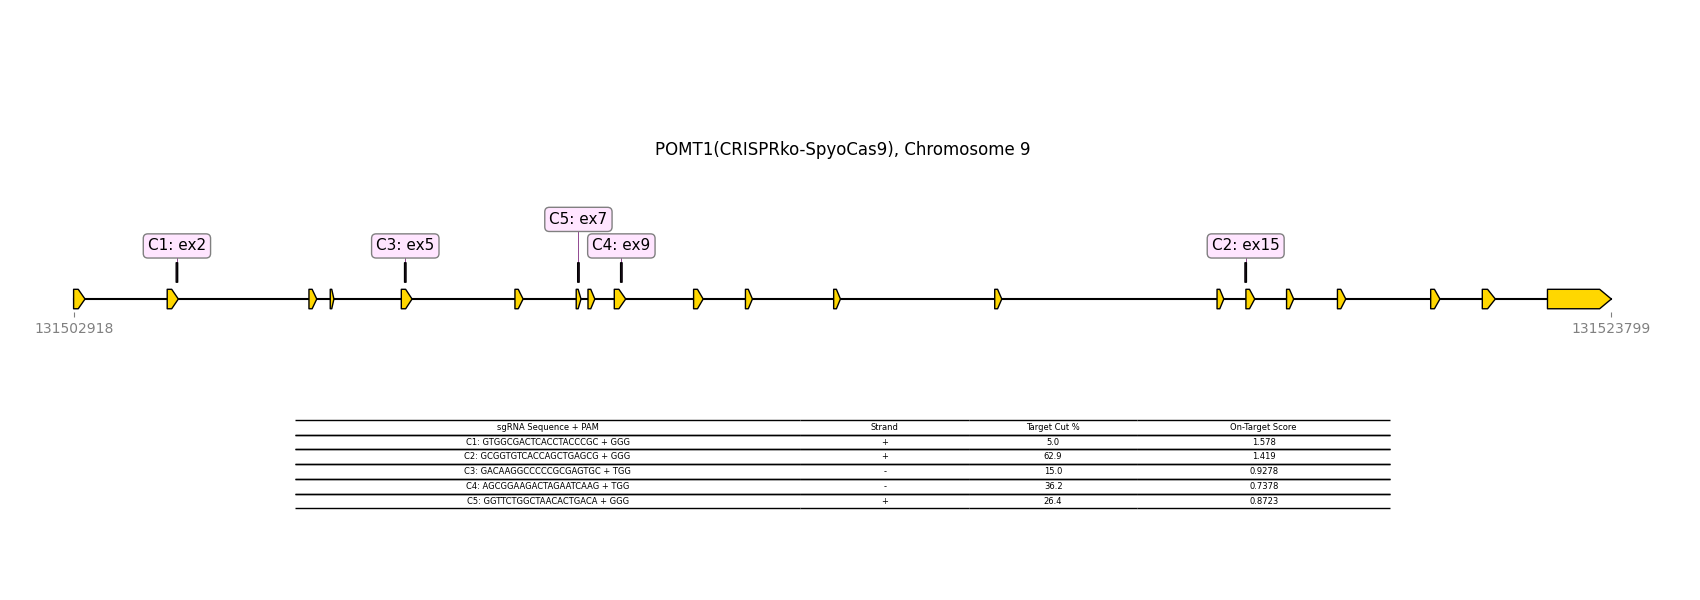 POMT1(CRISPRko-SpyoCas9), Chromosome 9
C5: ex7
C1: ex2 C3: ex5 C4: ex9 C2: ex15
131502918 131523799
sgRNA Sequence + PAM Strand Target Cut % On-Target Score
C1: GTGGCGACTCACCTACCCGC + GGG + 5.0 1.578
C2: GCGGTGTCACCAGCTGAGCG + GGG + 62.9 1.419
C3: GACAAGGCCCCCGCGAGTGC + TGG - 15.0 0.9278
C4: AGCGGAAGACTAGAATCAAG + TGG - 36.2 0.7378
C5: GGTTCTGGCTAACACTGACA + GGG + 26.4 0.8723